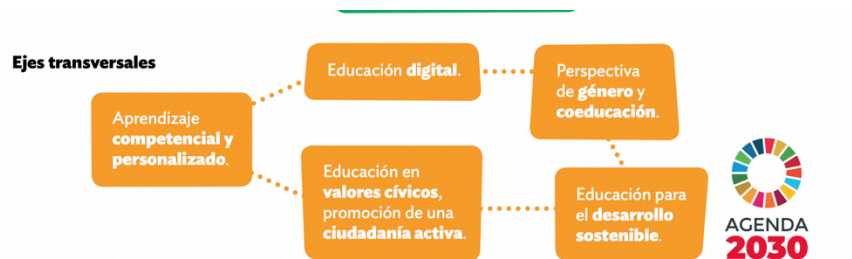 Ejes transversales
Aprendizaje
competencial y
personalizado.
Educación digital.
Perspectiva
de género y
coeducación.
Educación en
valores cívicos,
promoción de una
ciudadanía activa.
Educación para
el desarrollo
sostenible.
AGENDA
2030